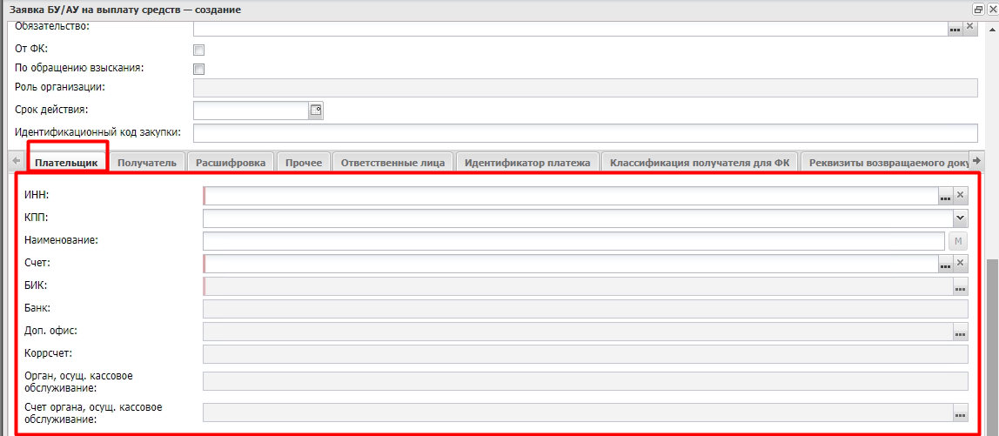 Заявка БУ/АУ на выплату средств — создание
Обязательство:
От ФК:
По обращению взыскания:
Роль организации:
Срок действия:
Идентификационный код закупки:
Плательщик Получатель Расшифровка Прочее Ответственные лица Идентификатор платежа Классификация получателя для ФК Реквизиты возвращаемого доку
ИНН:
КПП:
Наименование:
М
Счет:
БИК:
Банк:
Доп. офис:
Коррсчет:
Орган, осущ. кассовое
обслуживание:
Счет органа, осущ. кассовое
обслуживание: